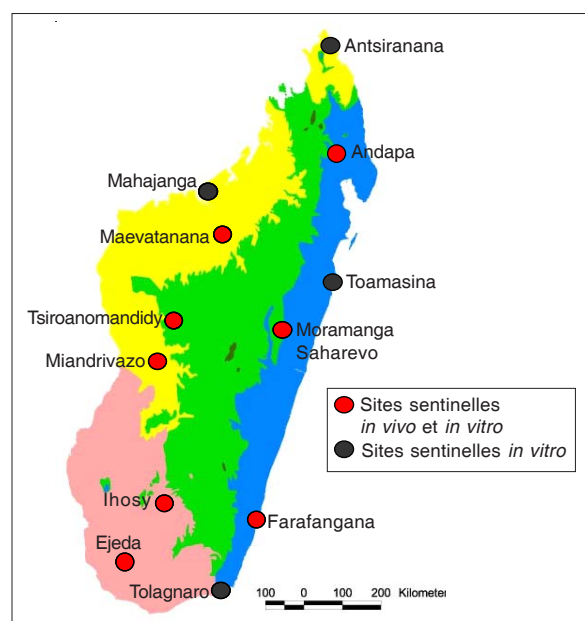 Antsiranana
Andapa
Mahajanga
Maevatanana
Toamasina
Tsiroanomandidy
Moramanga
Saharevo
Miandrivazo
Sites sentinelles
in vivo et in vitro
Sites sentinelles in vitro
Ihosy
Farafangana
Ejeda
Tolagnaro
100 0 100 200 Kilometer